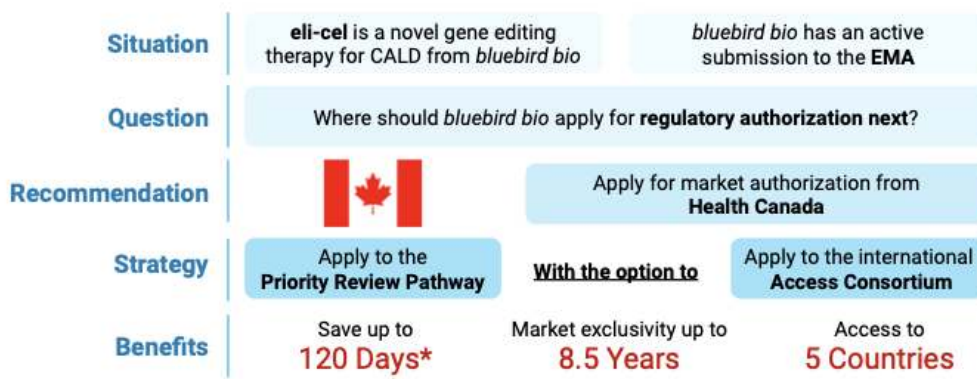 Situation
eli-cel is a novel gene editing
therapy for CALD from bluebird bio
bluebird bio has an active
submission to the EMA
Question
Where should bluebird bio apply for regulatory authorization next?
Recommendation
Apply for market authorization from
Health Canada
Strategy
Apply to the
Priority Review Pathway
With the option to
Apply to the international
Access Consortium
Benefits
Save up to
120 Days*
Market exclusivity up to
8.5 Years
Access to
5 Countries